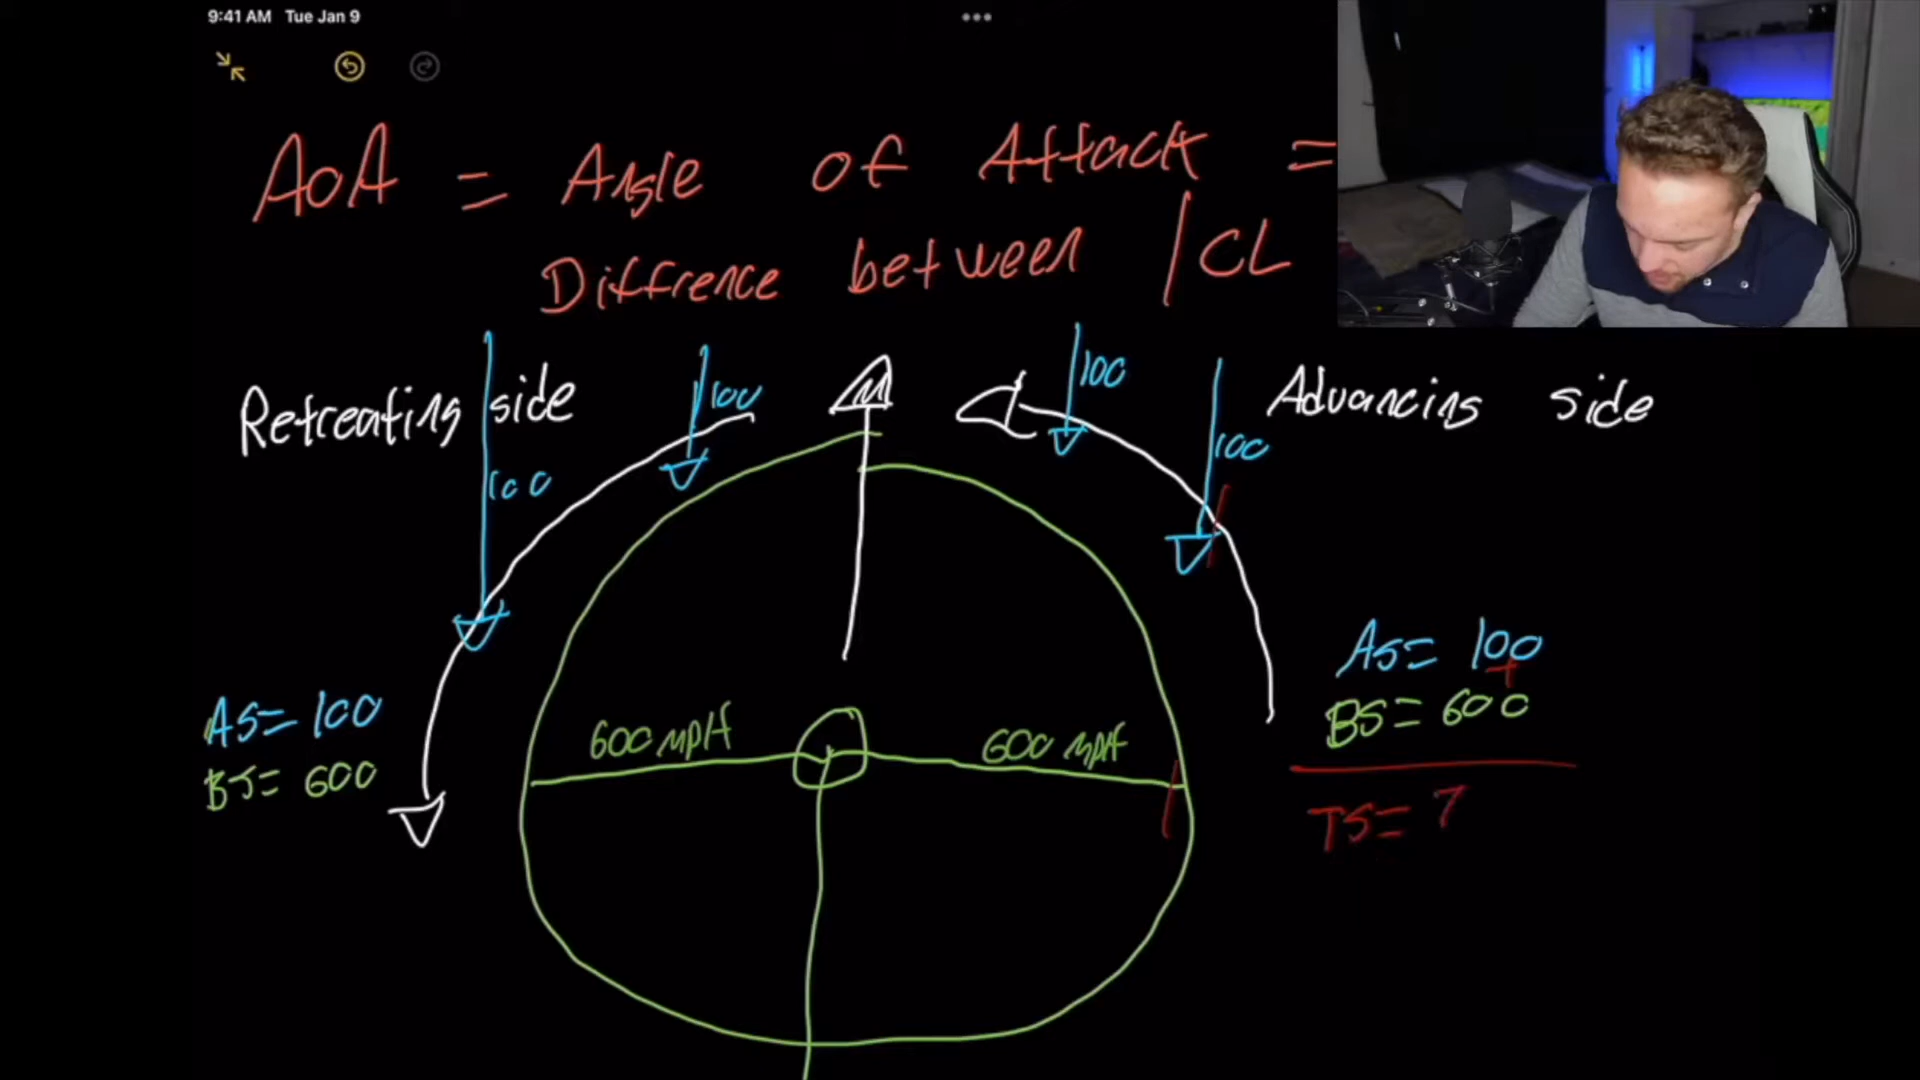 9:41 AM Tue Jan 9
AoA = Angle of Attack =
Diffrence between / CL
Retreating side
100
100
M
100
100
Advancing side
AS= 100
+
BS= 600
TS= 7
600 MPH
600 MPH
AS= 100
BS= 600